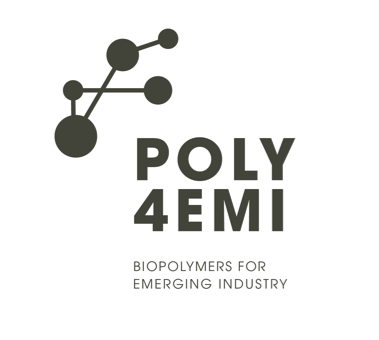 POLY
4EMI
BIOPOLYMERS FOR
EMERGING INDUSTRY